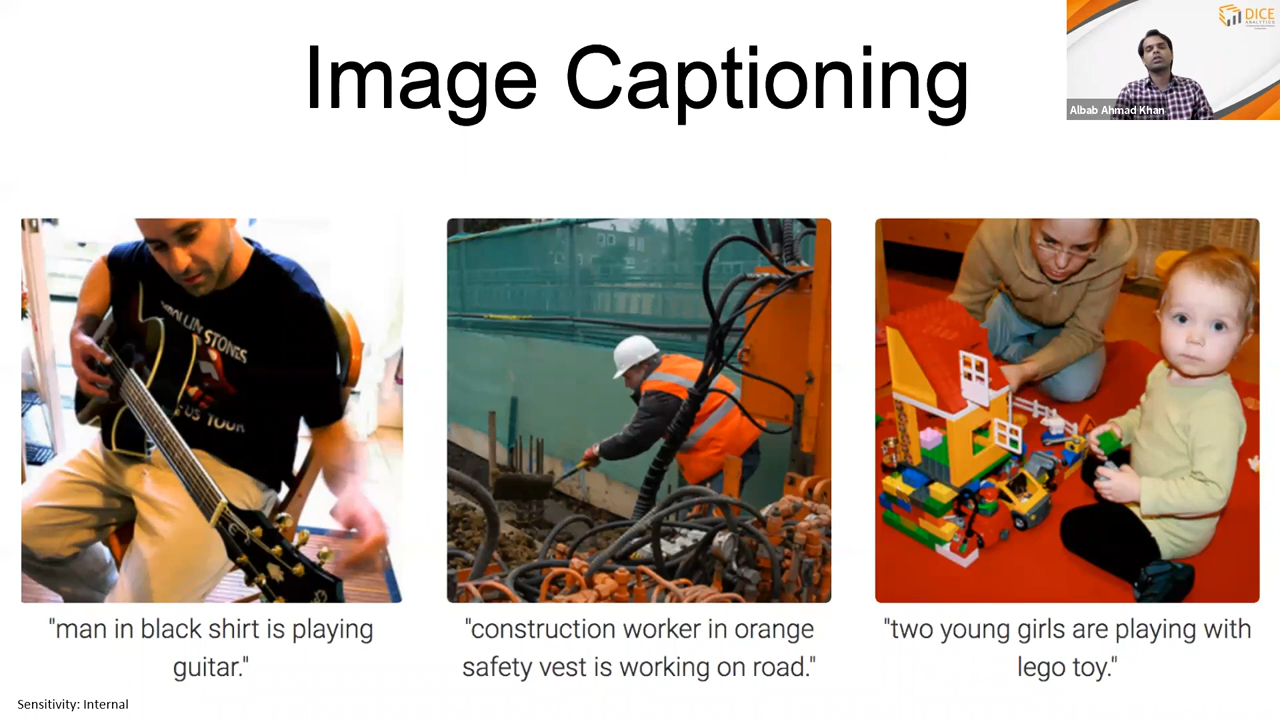 Image Captioning
DICE
ANALYTICS
Albab Ahmad Khan
ROLLIN STONES
US TOUR
"man in black shirt is playing
guitar."
"construction worker in orange
safety vest is working on road."
"two young girls are playing with
lego toy."
Sensitivity: Internal